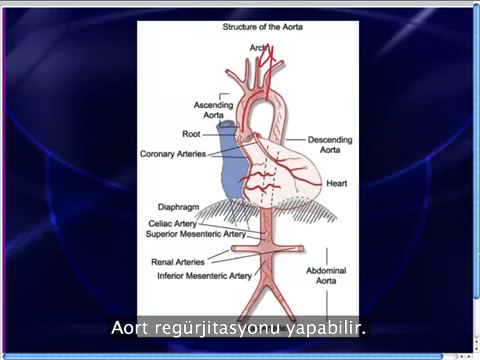 Structure of the Aorta
Arch
Ascending
Aorta
Root
Coronary Arteries
Descending
Aorta
Heart
Diaphragm
Celiac Artery
Superior Mesenteric Artery
Renal Arteries
Inferior Mesenteric Artery
Abdominal
Aorta
Aort regürjitasyonu yapabilir.